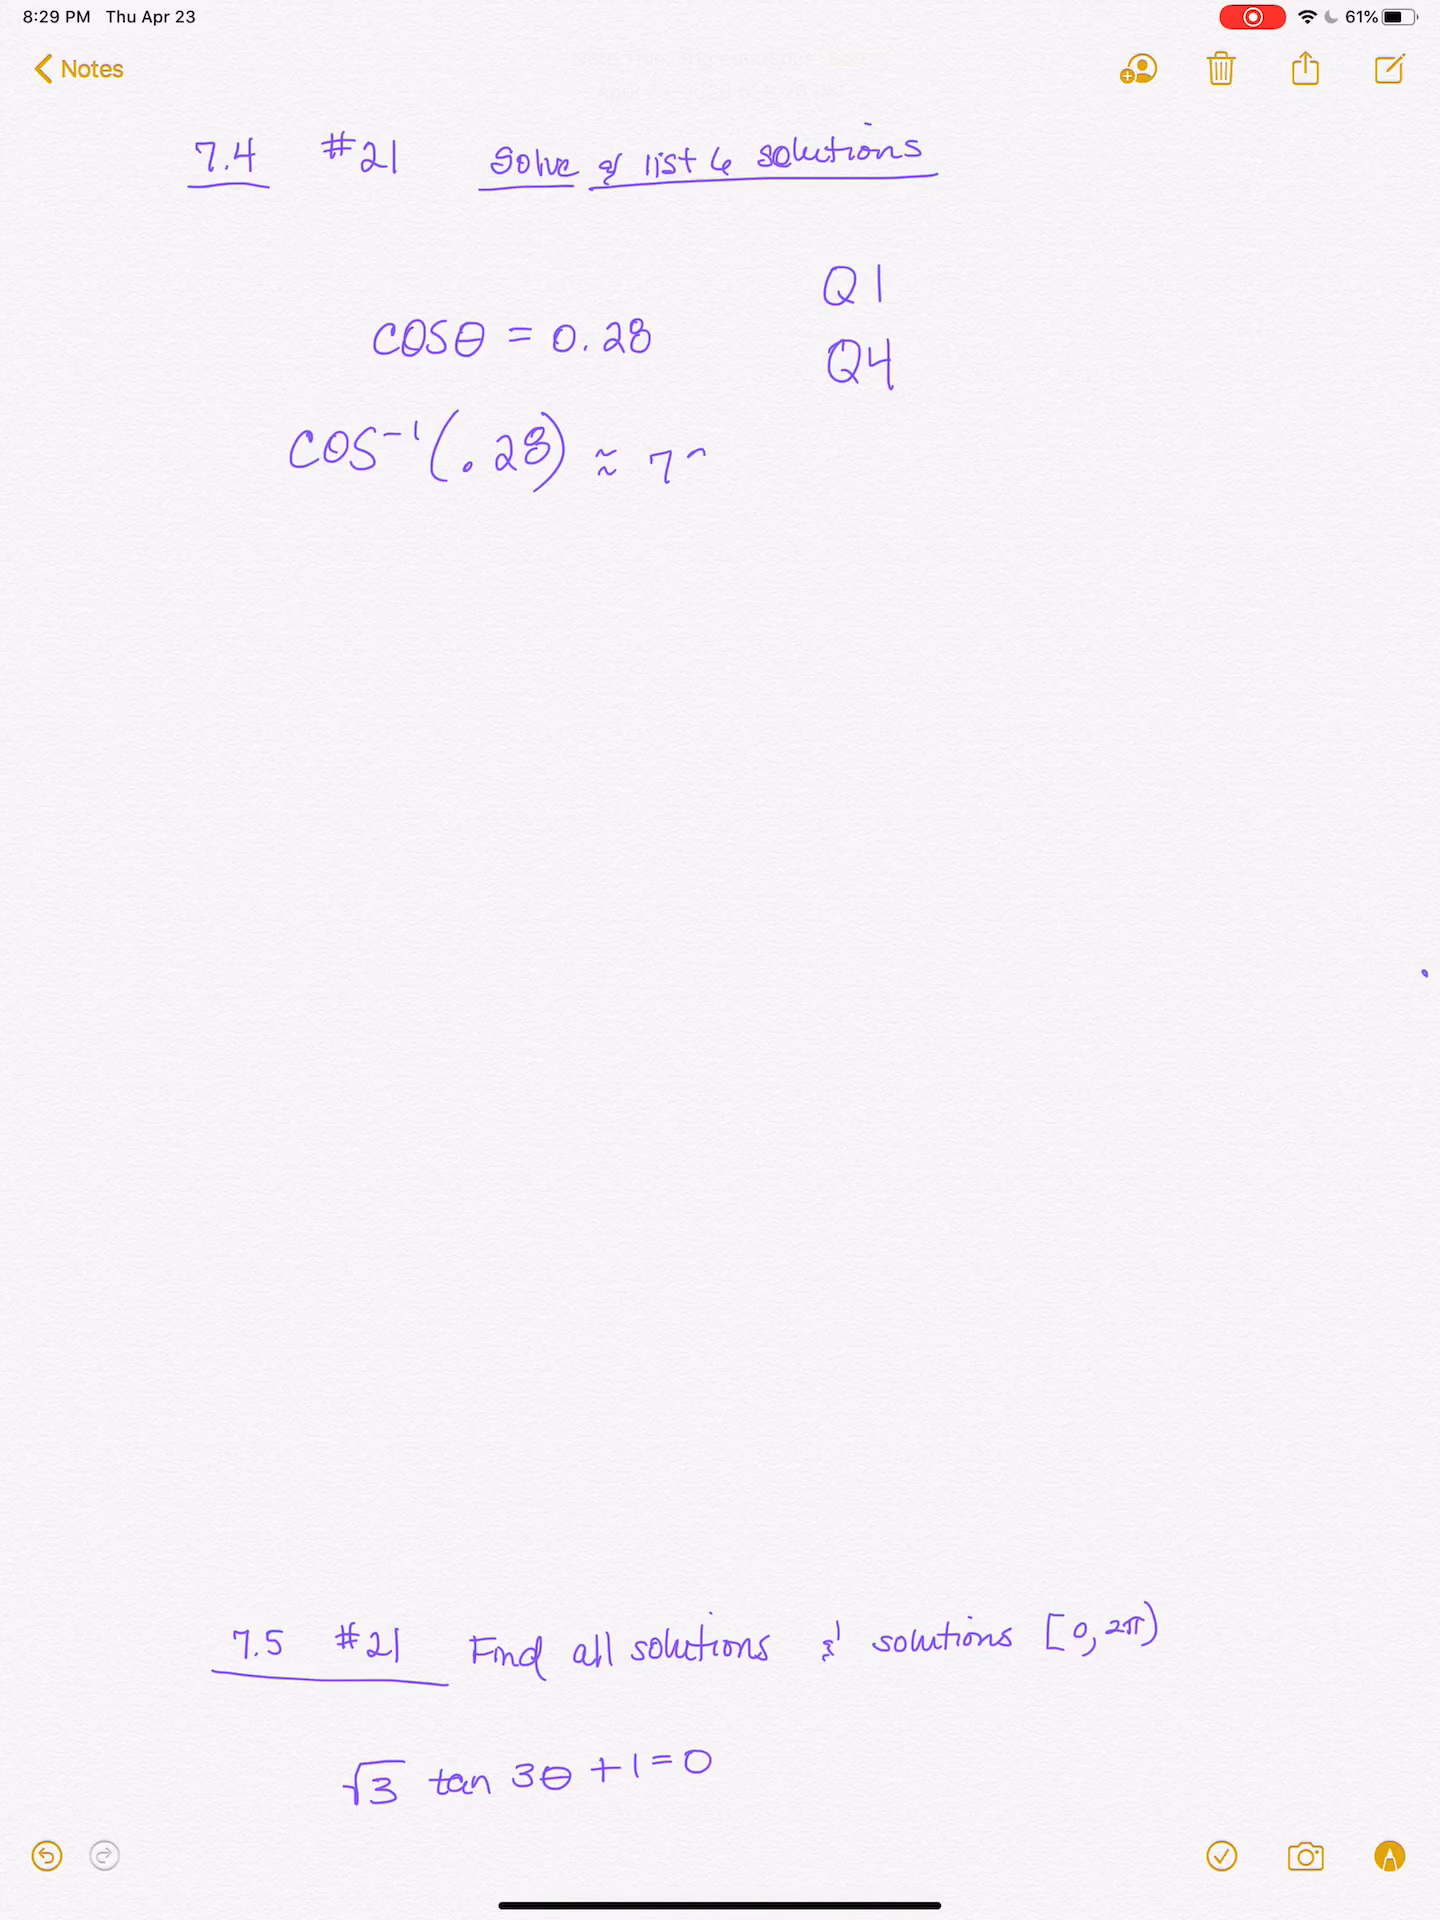 8:29 PM Thu Apr 23 61%
Notes
7.4 #21 Solve & list 6 solutions
Q1
cosθ = 0.28
Q4
cos⁻¹(.28) ≈ 7
7.5 #21 Find all solutions & solutions [0, 2π)
√3 tan 3θ + 1 = 0